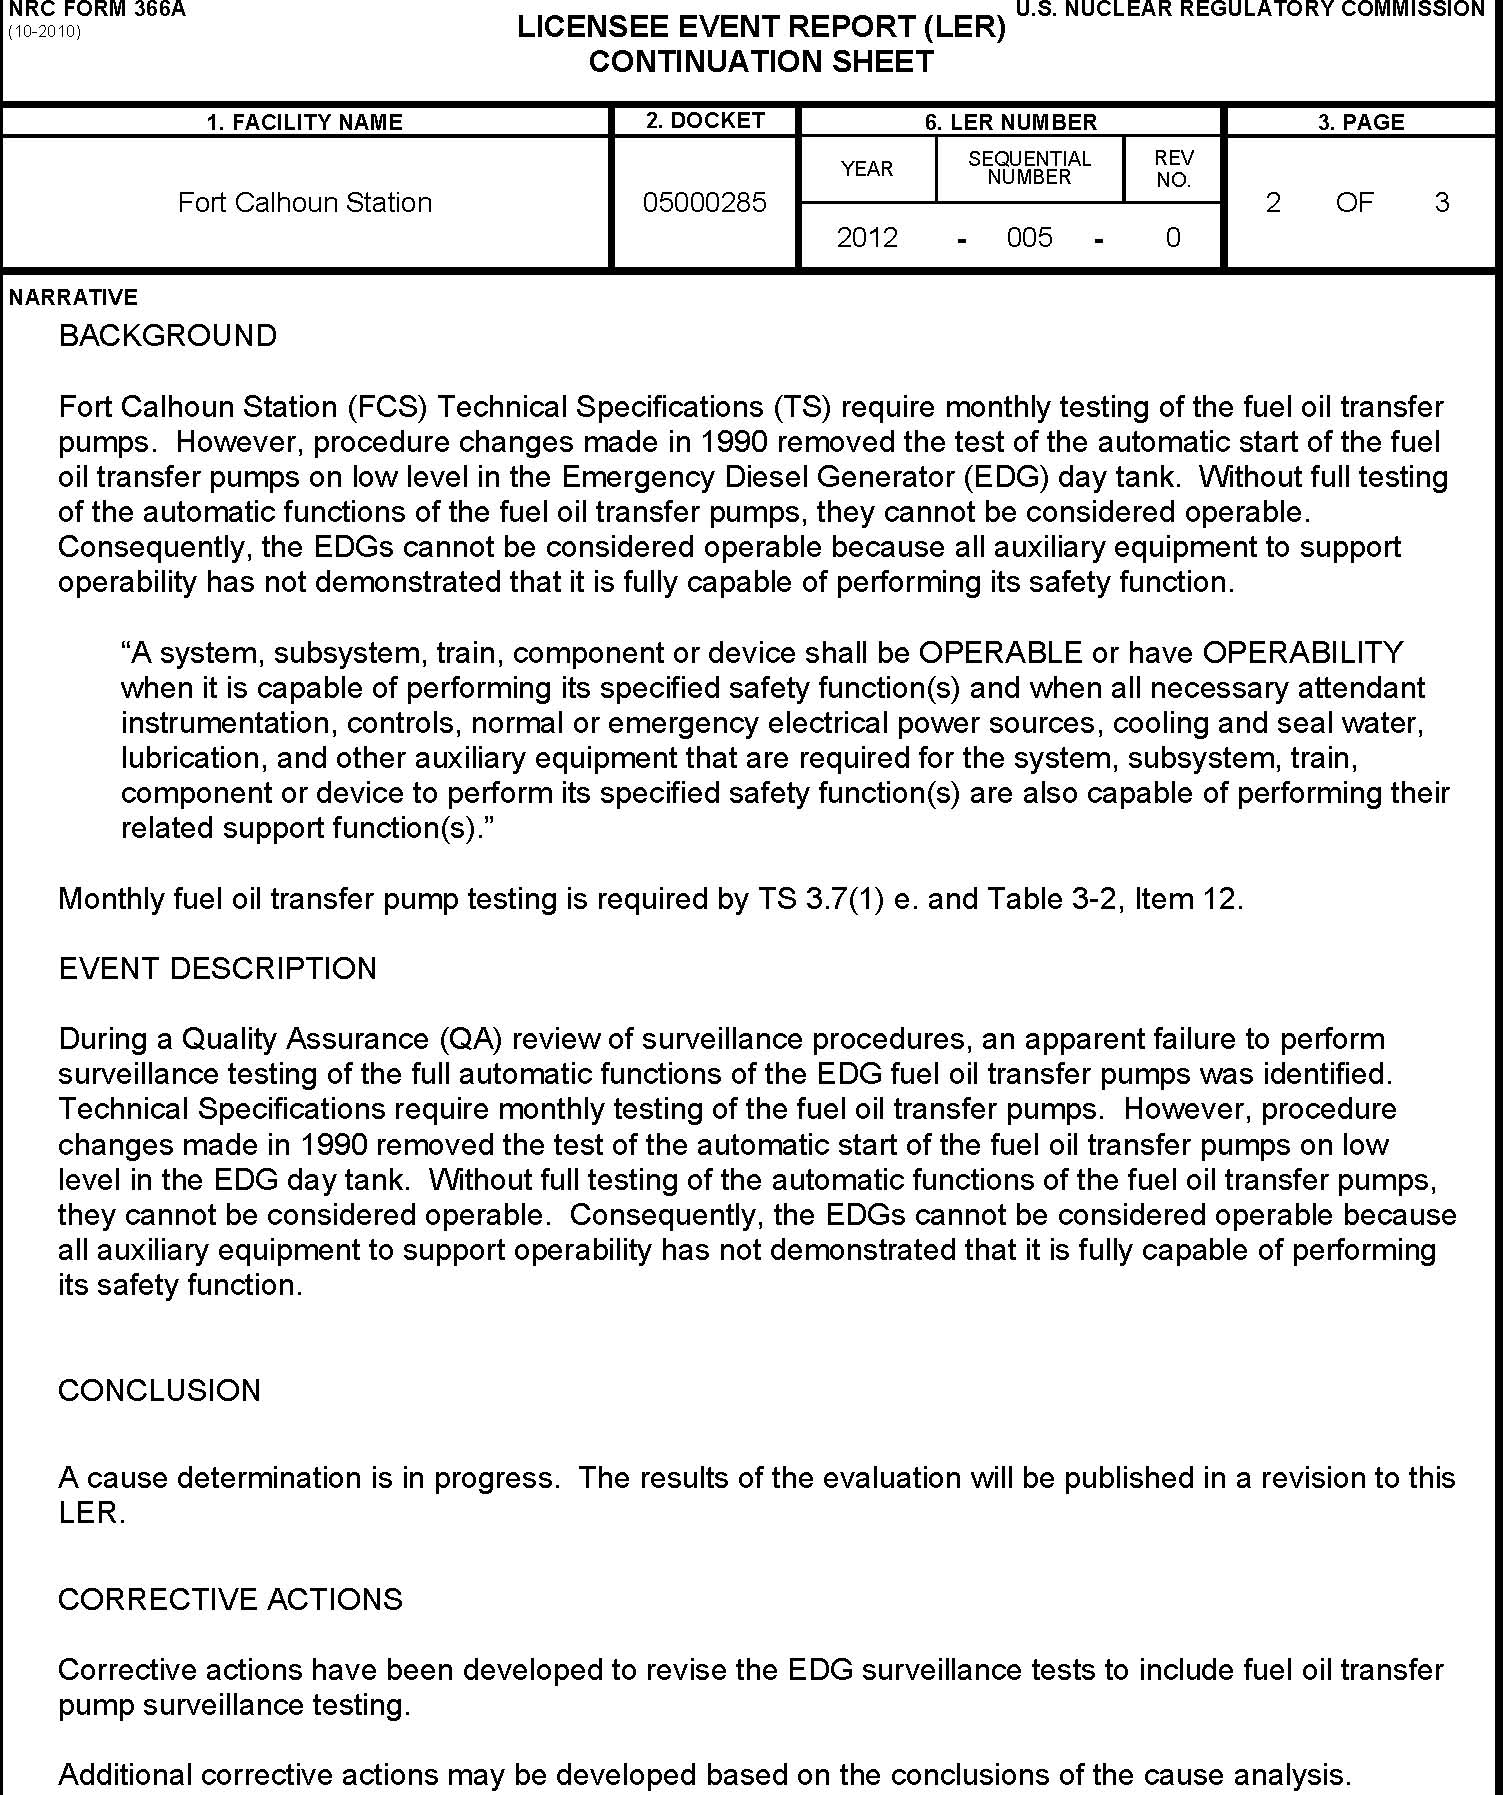 NRC FORM 366A
(10-2010)
U.S. NUCLEAR REGULATORY COMMISSION
LICENSEE EVENT REPORT (LER)
CONTINUATION SHEET
1. FACILITY NAME
2. DOCKET
6. LER NUMBER
3. PAGE
Fort Calhoun Station
05000285
YEAR
SEQUENTIAL
NUMBER
REV
NO.
2012 - 005 - 0
2 OF 3
NARRATIVE
BACKGROUND
Fort Calhoun Station (FCS) Technical Specifications (TS) require monthly testing of the fuel oil transfer
pumps.  However, procedure changes made in 1990 removed the test of the automatic start of the fuel
oil transfer pumps on low level in the Emergency Diesel Generator (EDG) day tank.  Without full testing
of the automatic functions of the fuel oil transfer pumps, they cannot be considered operable.
Consequently, the EDGs cannot be considered operable because all auxiliary equipment to support
operability has not demonstrated that it is fully capable of performing its safety function.
“A system, subsystem, train, component or device shall be OPERABLE or have OPERABILITY
when it is capable of performing its specified safety function(s) and when all necessary attendant
instrumentation, controls, normal or emergency electrical power sources, cooling and seal water,
lubrication, and other auxiliary equipment that are required for the system, subsystem, train,
component or device to perform its specified safety function(s) are also capable of performing their
related support function(s).”
Monthly fuel oil transfer pump testing is required by TS 3.7(1) e. and Table 3-2, Item 12.
EVENT DESCRIPTION
During a Quality Assurance (QA) review of surveillance procedures, an apparent failure to perform
surveillance testing of the full automatic functions of the EDG fuel oil transfer pumps was identified.
Technical Specifications require monthly testing of the fuel oil transfer pumps.  However, procedure
changes made in 1990 removed the test of the automatic start of the fuel oil transfer pumps on low
level in the EDG day tank.  Without full testing of the automatic functions of the fuel oil transfer pumps,
they cannot be considered operable.  Consequently, the EDGs cannot be considered operable because
all auxiliary equipment to support operability has not demonstrated that it is fully capable of performing
its safety function.
CONCLUSION
A cause determination is in progress.  The results of the evaluation will be published in a revision to this
LER.
CORRECTIVE ACTIONS
Corrective actions have been developed to revise the EDG surveillance tests to include fuel oil transfer
pump surveillance testing.
Additional corrective actions may be developed based on the conclusions of the cause analysis.